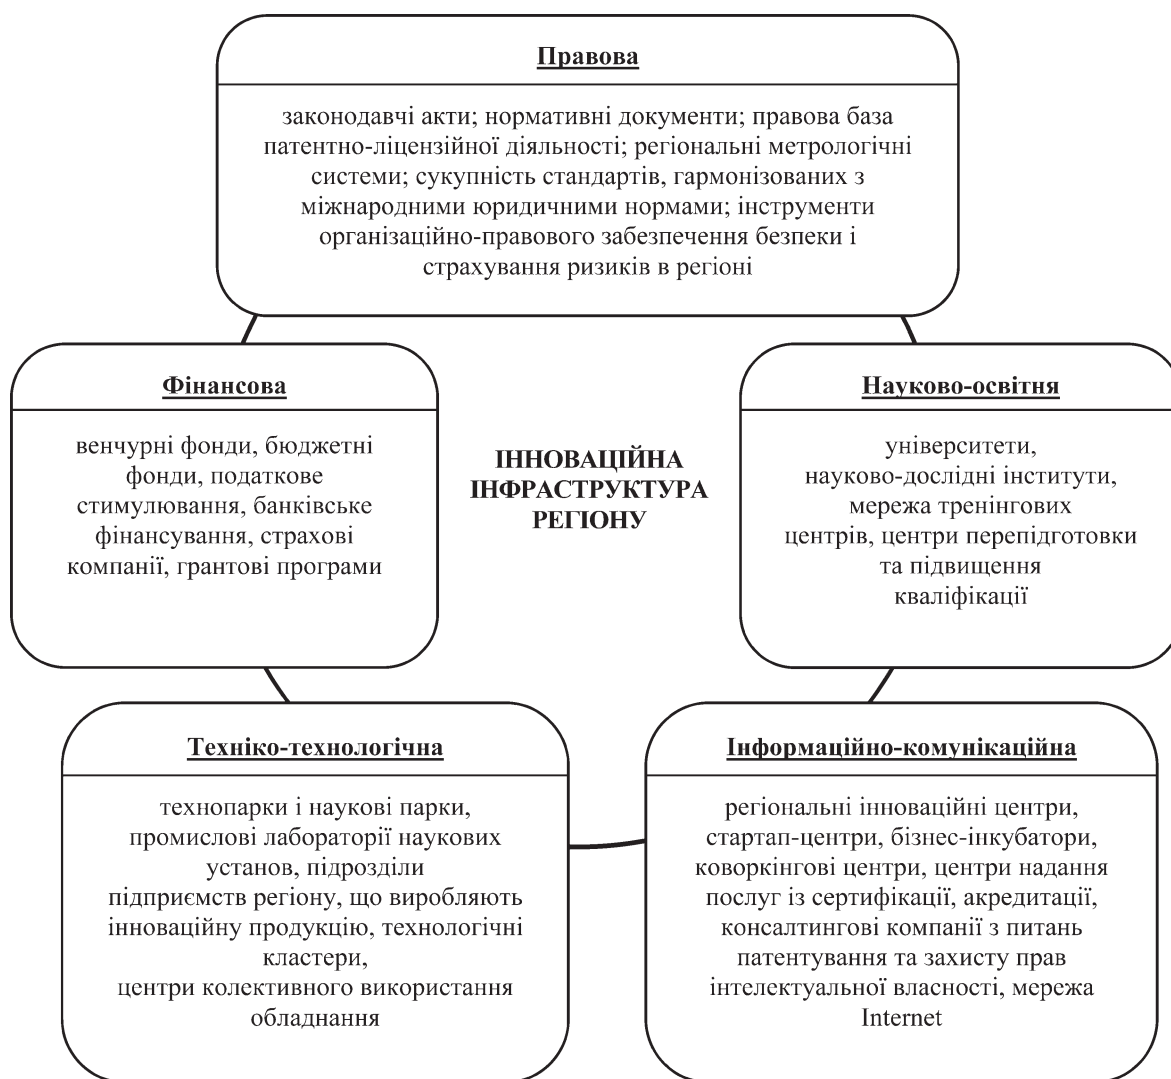 Правова
законодавчі акти; нормативні документи; правова база
патентно-ліцензійної діяльності; регіональні метрологічні
системи; сукупність стандартів, гармонізованих з
міжнародними юридичними нормами; інструменти
організаційно-правового забезпечення безпеки і
страхування ризиків в регіоні
Фінансова
венчурні фонди, бюджетні
фонди, податкове
стимулювання, банківське
фінансування, страхові
компанії, грантові програми
ІННОВАЦІЙНА
ІНФРАСТРУКТУРА
РЕГІОНУ
Науково-освітня
університети,
науково-дослідні інститути,
мережа тренінгових
центрів, центри перепідготовки
та підвищення
кваліфікації
Техніко-технологічна
технопарки і наукові парки,
промислові лабораторії наукових
установ, підрозділи
підприємств регіону, що виробляють
інноваційну продукцію, технологічні
кластери,
центри колективного використання
обладнання
Інформаційно-комунікаційна
регіональні інноваційні центри,
стартап-центри, бізнес-інкубатори,
коворкінгові центри, центри надання
послуг із сертифікації, акредитації,
консалтингові компанії з питань
патентування та захисту прав
інтелектуальної власності, мережа
Internet